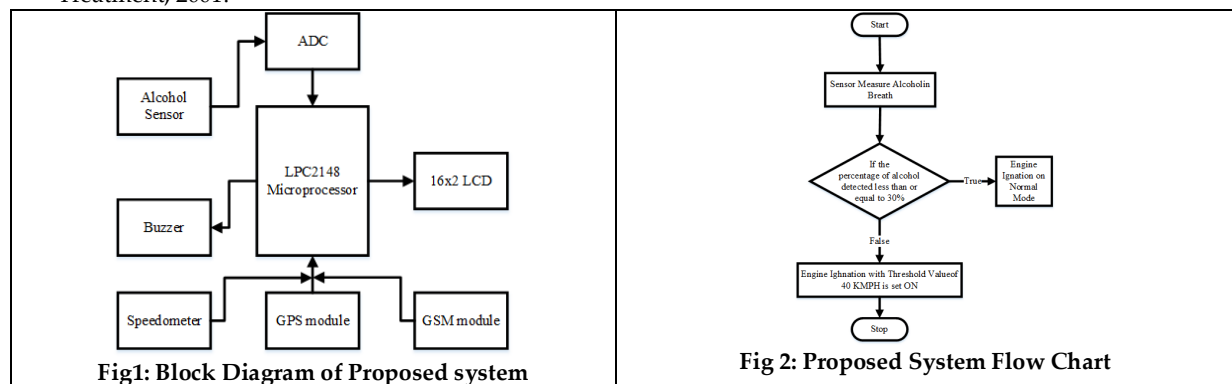 Treatment, 2001.
ADC
Alcohol
Sensor
LPC2148
Microprocessor
16x2 LCD
Buzzer
Speedometer
GPS module
GSM module
Fig1: Block Diagram of Proposed system
Start
Sensor Measure Alcoholin
Breath
If the
percentage of alcohol
detected less than or
equal to 30%
True
Engine
Ignation on
Normal
Mode
False
Engine Ighnation with Threshold Valueof
40 KMPH is set ON
Stop
Fig 2: Proposed System Flow Chart